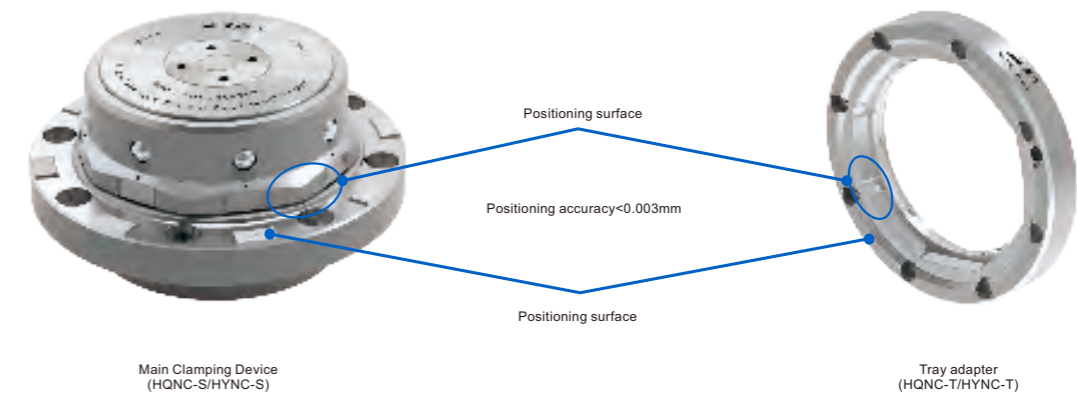 Positioning surface
Positioning accuracy<0.003mm
Positioning surface
Main Clamping Device
(HQNC-S/HYNC-S)
Tray adapter
(HQNC-T/HYNC-T)